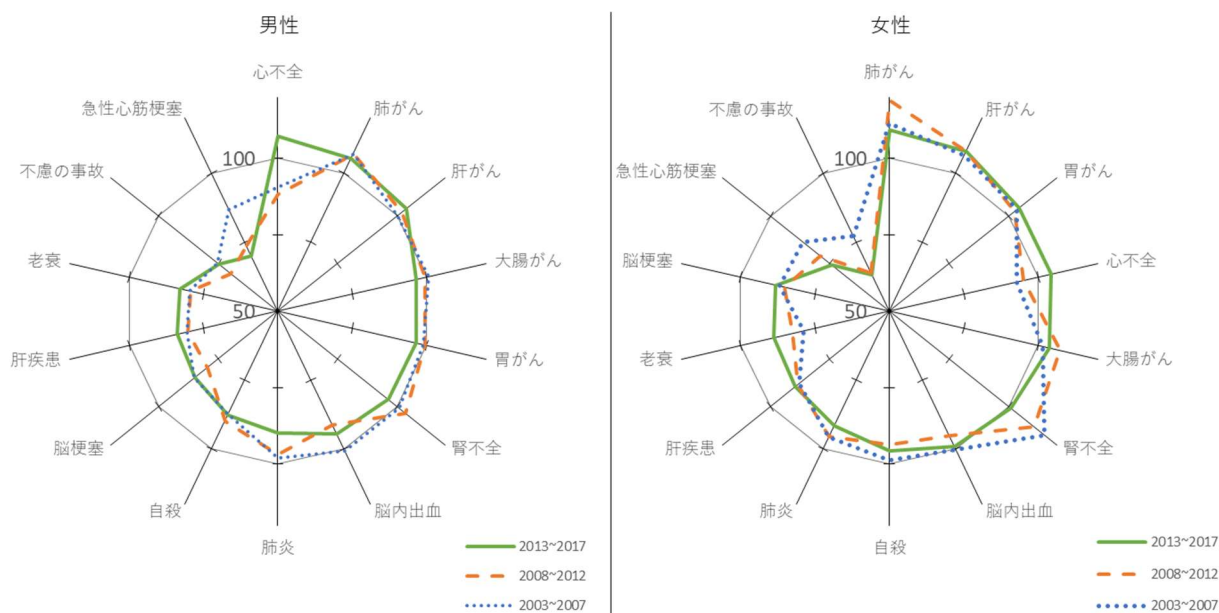 男性
心不全
肺がん
肝がん
大腸がん
胃がん
腎不全
脳内出血
肺炎
自殺
脳梗塞
肝疾患
老衰
不慮の事故
急性心筋梗塞
100
50
2013~2017
2008~2012
2003~2007
女性
肺がん
肝がん
胃がん
心不全
大腸がん
腎不全
脳内出血
自殺
肺炎
肝疾患
老衰
脳梗塞
急性心筋梗塞
不慮の事故
100
50
2013~2017
2008~2012
2003~2007